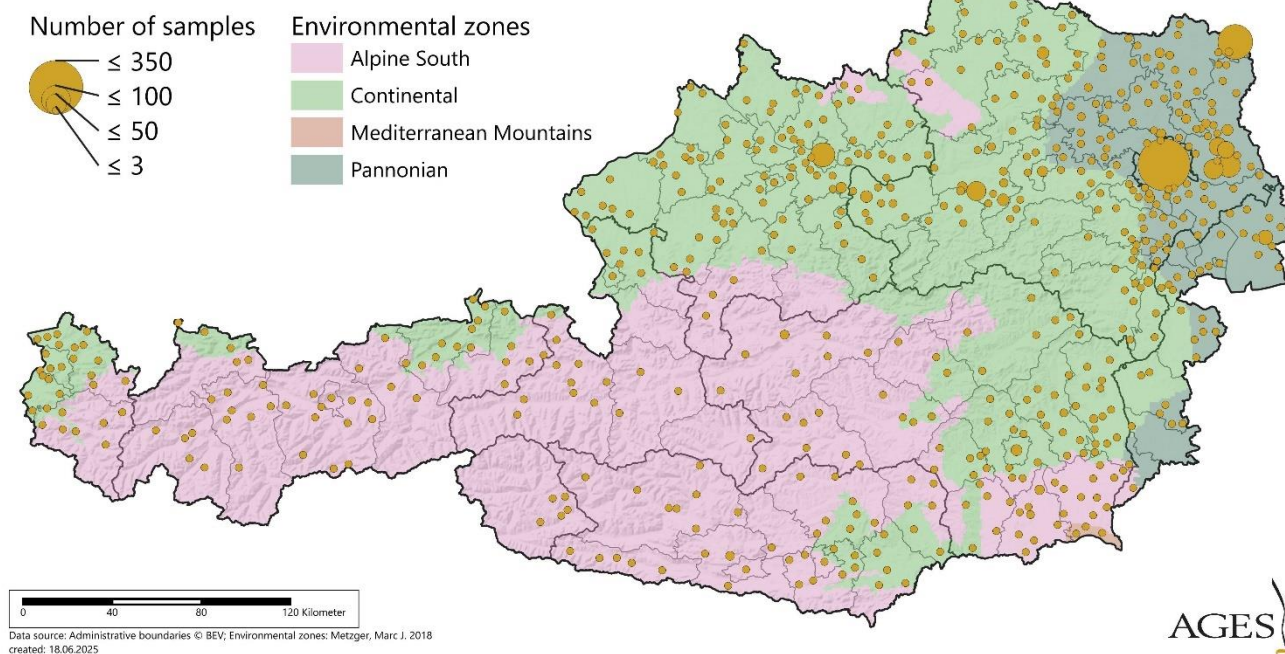 Number of samples
≤ 350
≤ 100
≤ 50
≤ 3
Environmental zones
Alpine South
Continental
Mediterranean Mountains
Pannonian
0 40 80 120 Kilometer
Data source: Administrative boundaries © BEV; Environmental zones: Metzger, Marc J. 2018
created: 18.06.2025
AGES